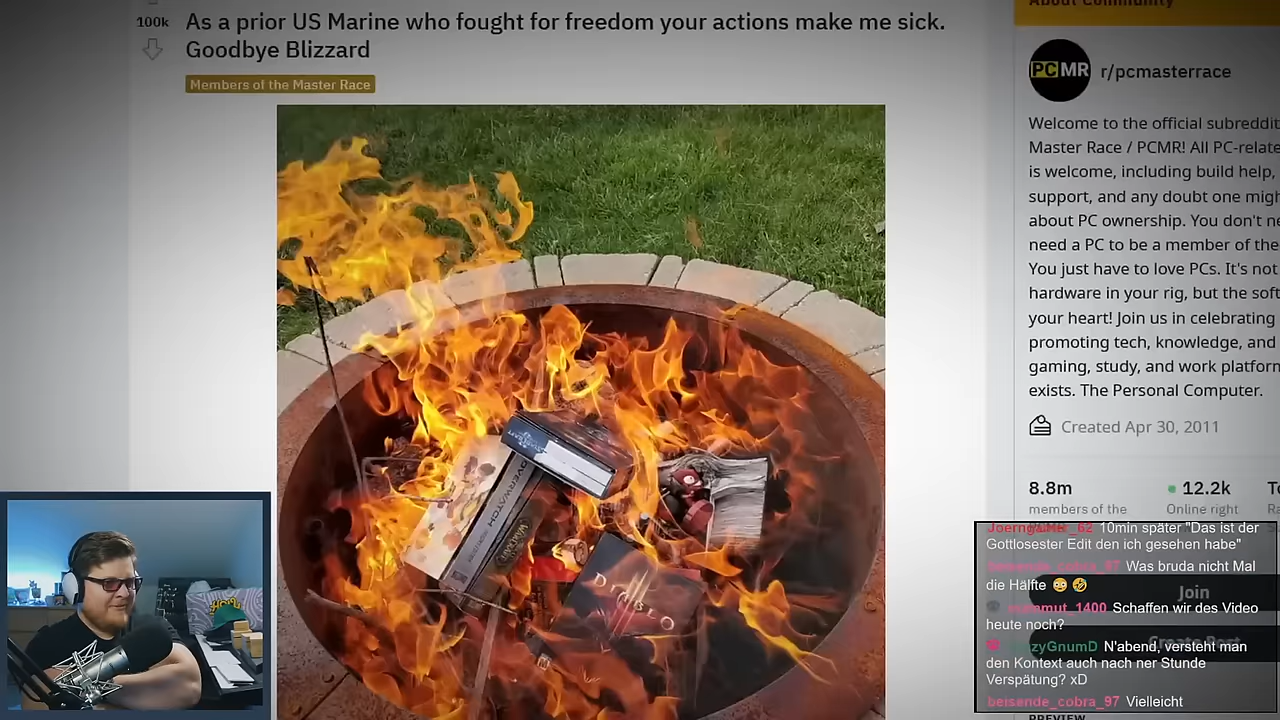 100k
As a prior US Marine who fought for freedom your actions make me sick.
Goodbye Blizzard
Members of the Master Race
About Community
PCMR r/pcmasterrace
Welcome to the official subreddit
Master Race / PCMR! All PC-relate
is welcome, including build help,
support, and any doubt one migh
about PC ownership. You don't ne
need a PC to be a member of the
You just have to love PCs. It's not
hardware in your rig, but the soft
your heart! Join us in celebrating
promoting tech, knowledge, and
gaming, study, and work platform
exists. The Personal Computer.
Created Apr 30, 2011
8.8m
12.2k
members of the
Online right
OVERWATCH
DIABLO
10min später "Das ist der
Gottlosester Edit den ich gesehen habe"
beisende_cobra_97 Was bruda nicht Mal
die Hälfte
Join
mammut_1400 Schaffen wir des Video
heute noch?
Create Post
zyGnumD N'abend, versteht man
den Kontext auch nach ner Stunde
Verspätung? xD
beisende_cobra_97 Vielleicht
PREVIEW